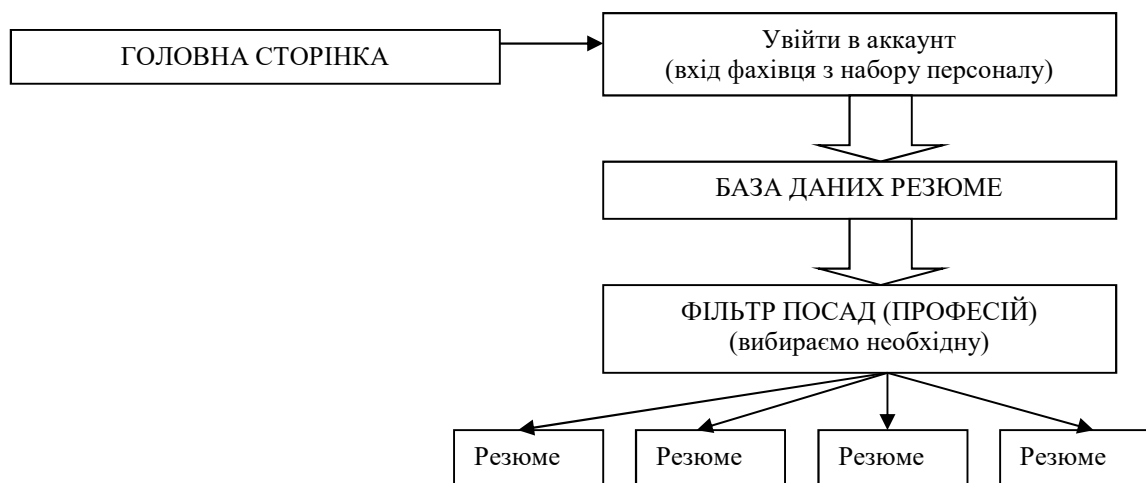 ГОЛОВНА СТОРІНКА
Увійти в аккаунт
(вхід фахівця з набору персоналу)
БАЗА ДАНИХ РЕЗЮМЕ
ФІЛЬТР ПОСАД (ПРОФЕСІЙ)
(вибираємо необхідну)
Резюме
Резюме
Резюме
Резюме